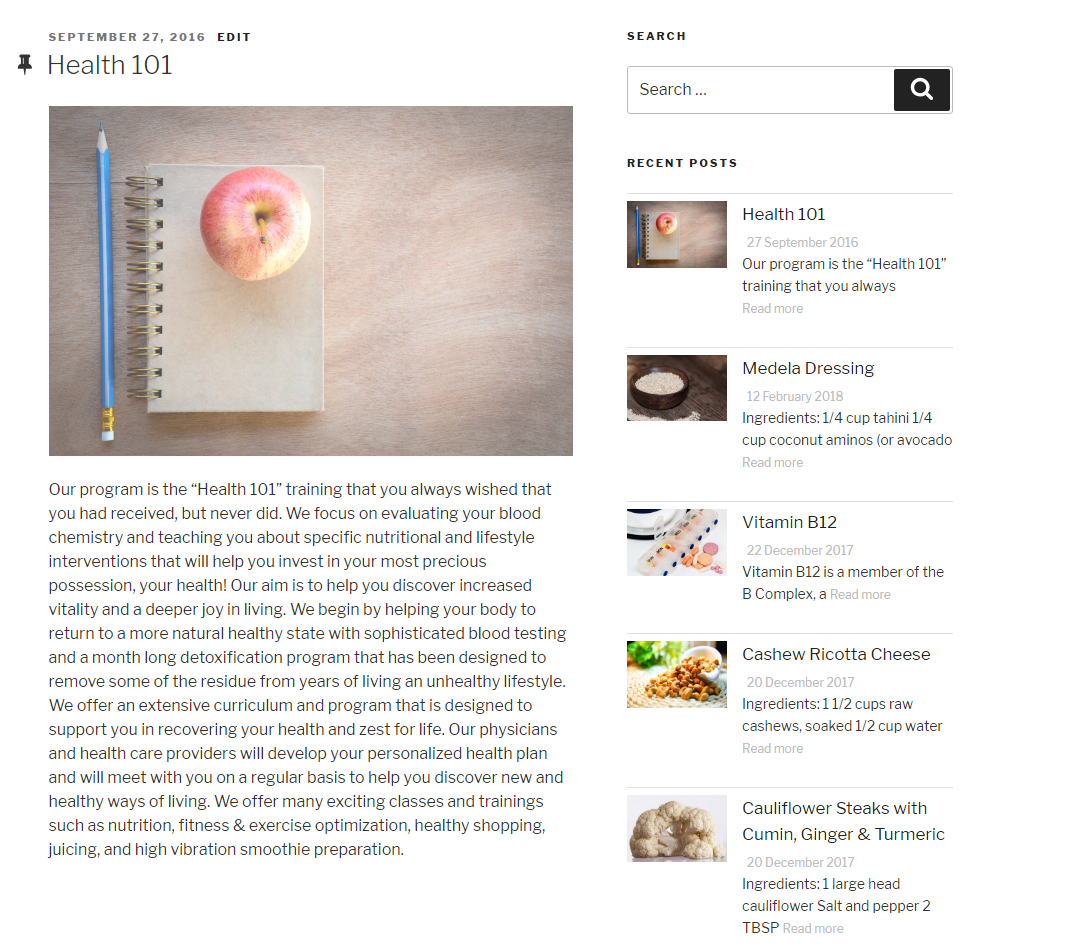 SEPTEMBER 27, 2016 EDIT
Health 101
Our program is the “Health 101” training that you always wished that
you had received, but never did. We focus on evaluating your blood
chemistry and teaching you about specific nutritional and lifestyle
interventions that will help you invest in your most precious
possession, your health! Our aim is to help you discover increased
vitality and a deeper joy in living. We begin by helping your body to
return to a more natural healthy state with sophisticated blood testing
and a month long detoxification program that has been designed to
remove some of the residue from years of living an unhealthy lifestyle.
We offer an extensive curriculum and program that is designed to
support you in recovering your health and zest for life. Our physicians
and health care providers will develop your personalized health plan
and will meet with you on a regular basis to help you discover new and
healthy ways of living. We offer many exciting classes and trainings
such as nutrition, fitness & exercise optimization, healthy shopping,
juicing, and high vibration smoothie preparation.
SEARCH
Search …
RECENT POSTS
Health 101
27 September 2016
Our program is the “Health 101”
training that you always
Read more
Medela Dressing
12 February 2018
Ingredients: 1/4 cup tahini 1/4
cup coconut aminos (or avocado
Read more
Vitamin B12
22 December 2017
Vitamin B12 is a member of the
B Complex, a Read more
Cashew Ricotta Cheese
20 December 2017
Ingredients: 1 1/2 cups raw
cashews, soaked 1/2 cup water
Read more
Cauliflower Steaks with
Cumin, Ginger & Turmeric
20 December 2017
Ingredients: 1 large head
cauliflower Salt and pepper 2
TBSP Read more